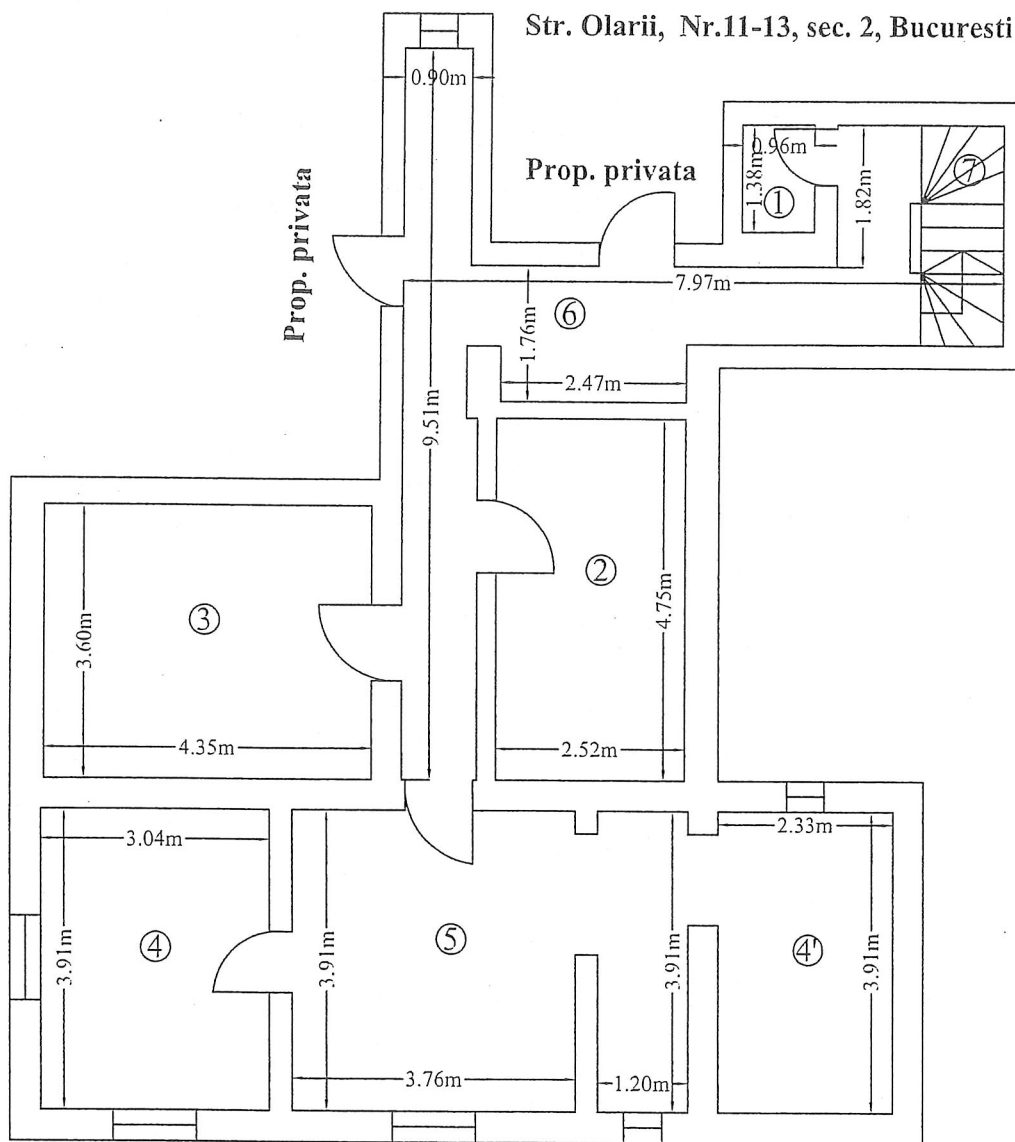 Str. Olarii, Nr.11-13, sec. 2, Bucuresti
0.90m
Prop. privata
Prop. privata
0.96m
1.38m
1
1.82m
7
7.97m
6
1.76m
2.47m
9.51m
2
4.75m
2.52m
3
3.60m
4.35m
3.04m
3.91m
4
5
3.91m
3.76m
3.91m
1.20m
2.33m
4'
3.91m